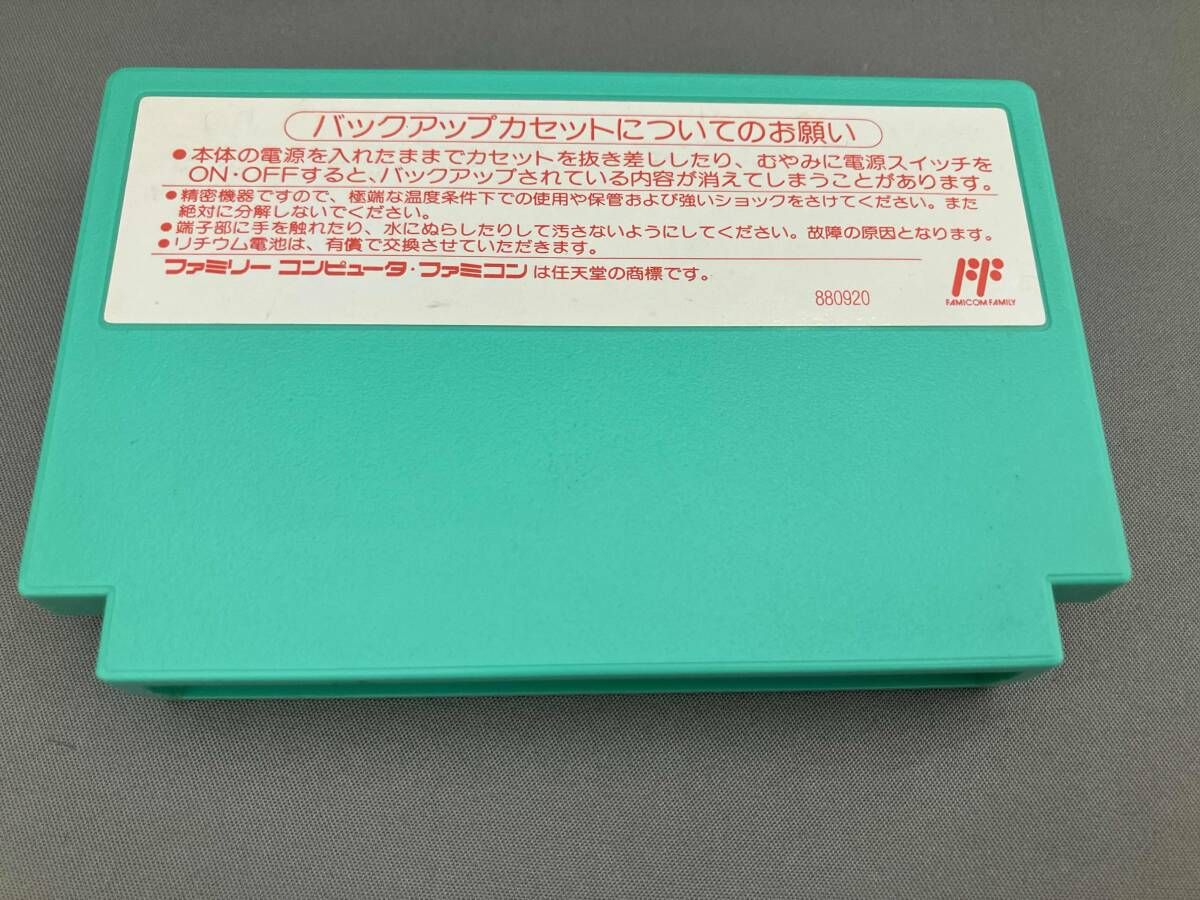 バックアップカセットについてのお願い
●本体の電源を入れたままでカセットを抜き差ししたり、むやみに電源スイッチを
ON・OFFすると、バックアップされている内容が消えてしまうことがあります。
●精密機器ですので、極端な温度条件下での使用や保管および強いショックをさけてください。また
絶対に分解しないでください。
●端子部に手を触れたり、水にぬらしたりして汚さないようにしてください。故障の原因となります。
●リチウム電池は、有償で交換させていただきます。
ファミリー コンピュータ・ファミコン は任天堂の商標です。
880920
FF
FAMICOM FAMILY